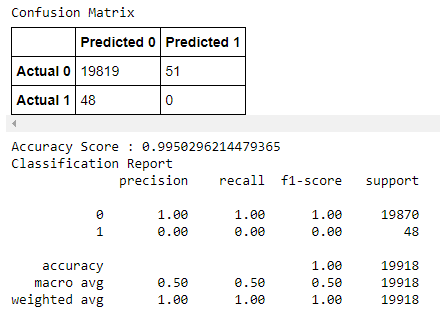 Confusion Matrix
Predicted 0 Predicted 1
Actual 0 19819 51
Actual 1 48 0
Accuracy Score : 0.9950296214479365
Classification Report
precision recall f1-score support
0 1.00 1.00 1.00 19870
1 0.00 0.00 0.00 48
accuracy 1.00 19918
macro avg 0.50 0.50 0.50 19918
weighted avg 1.00 1.00 1.00 19918